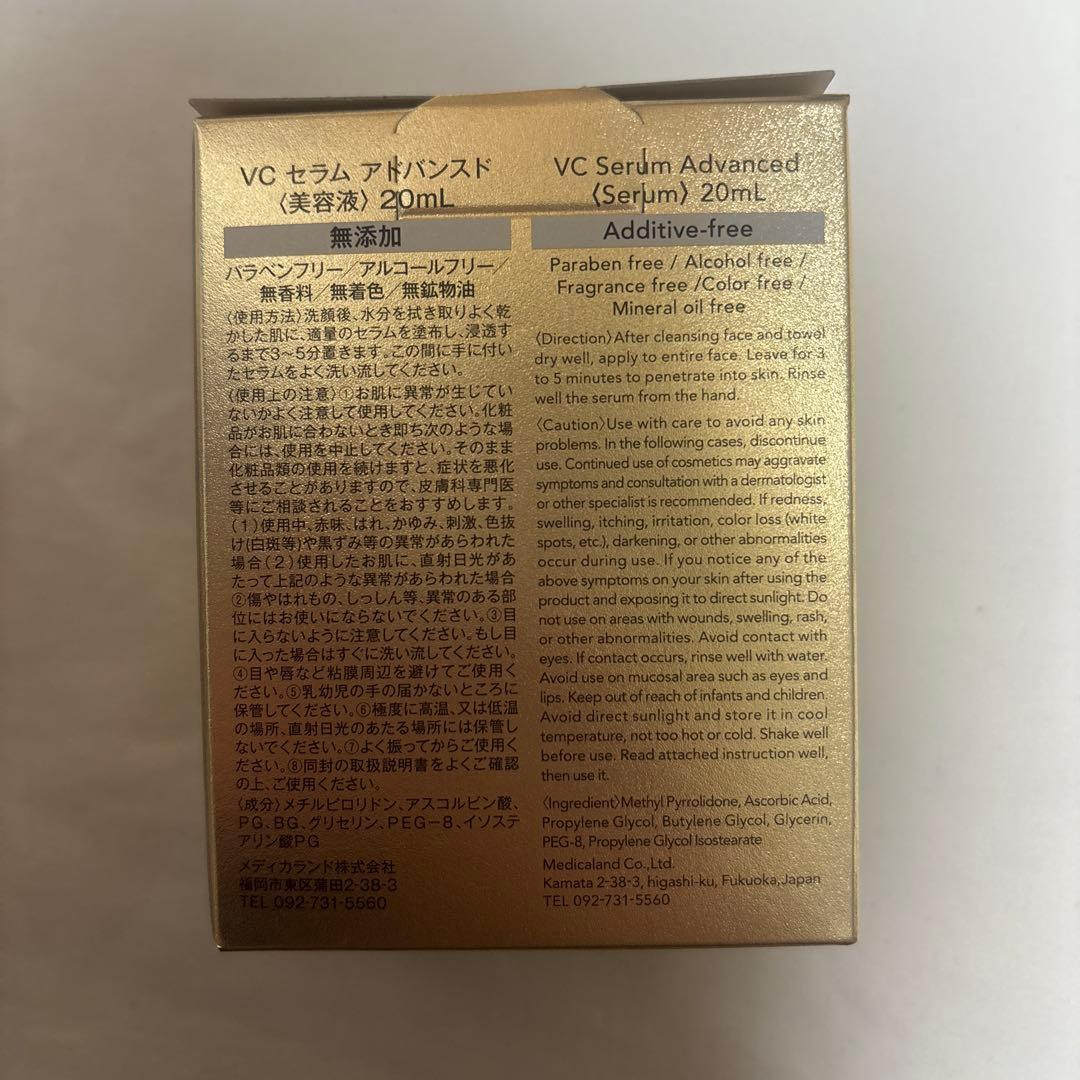 VC セラム アドバンスド
〈美容液〉 20mL
無添加
パラベンフリー／アルコールフリー／
無香料／無着色／無鉱物油
〈使用方法〉洗顔後、水分を拭き取りよく乾
かした肌に、適量のセラムを塗布し、浸透す
るまで3〜5分置きます。この間に手に付い
たセラムをよく洗い流してください。
〈使用上の注意〉①お肌に異常が生じてい
ないかよく注意して使用してください。化粧
品がお肌に合わないとき即ち次のような場
合には、使用を中止してください。そのまま
化粧品類の使用を続けますと、症状を悪化
させることがありますので、皮膚科専門医
等にご相談されることをおすすめします。
(1)使用中、赤味、はれ、かゆみ、刺激、色抜
け(白斑等)や黒ずみ等の異常があらわれた
場合(2)使用したお肌に、直射日光があ
たって上記のような異常があらわれた場合
②傷やはれもの、しっしん等、異常のある部
位にはお使いにならないでください。③目
に入らないように注意してください。もし目
に入った場合はすぐに洗い流してください。
④目や唇など粘膜周辺を避けてご使用く
ださい。⑤乳幼児の手の届かないところに
保管してください。⑥極度に高温、又は低温
の場所、直射日光のあたる場所には保管し
ないでください。⑦よく振ってからご使用く
ださい。⑧同封の取扱説明書をよくご確認
の上、ご使用ください。
〈成分〉メチルピロリドン、アスコルビン酸、
PG、BG、グリセリン、PEG−8、イソステ
アリン酸PG
メディカランド株式会社
福岡市東区蒲田2-38-3
TEL 092-731-5560
VC Serum Advanced
〈Serum〉 20mL
Additive-free
Paraben free / Alcohol free /
Fragrance free /Color free /
Mineral oil free
〈Direction〉After cleansing face and towel
dry well, apply to entire face. Leave for 3
to 5 minutes to penetrate into skin. Rinse
well the serum from the hand.
〈Caution〉Use with care to avoid any skin
problems. In the following cases, discontinue
use. Continued use of cosmetics may aggravate
symptoms and consultation with a dermatologist
or other specialist is recommended. If redness,
swelling, itching, irritation, color loss (white
spots, etc.), darkening, or other abnormalities
occur during use. If you notice any of the
above symptoms on your skin after using the
product and exposing it to direct sunlight. Do
not use on areas with wounds, swelling, rash,
or other abnormalities. Avoid contact with
eyes. If contact occurs, rinse well with water.
Avoid use on mucosal area such as eyes and
lips. Keep out of reach of infants and children.
Avoid direct sunlight and store it in cool
temperature, not too hot or cold. Shake well
before use. Read attached instruction well,
then use it.
〈Ingredient〉Methyl Pyrrolidone, Ascorbic Acid,
Propylene Glycol, Butylene Glycol, Glycerin,
PEG-8, Propylene Glycol Isostearate
Medicaland Co.,Ltd.
Kamata 2-38-3, higashi-ku, Fukuoka,Japan
TEL 092-731-5560